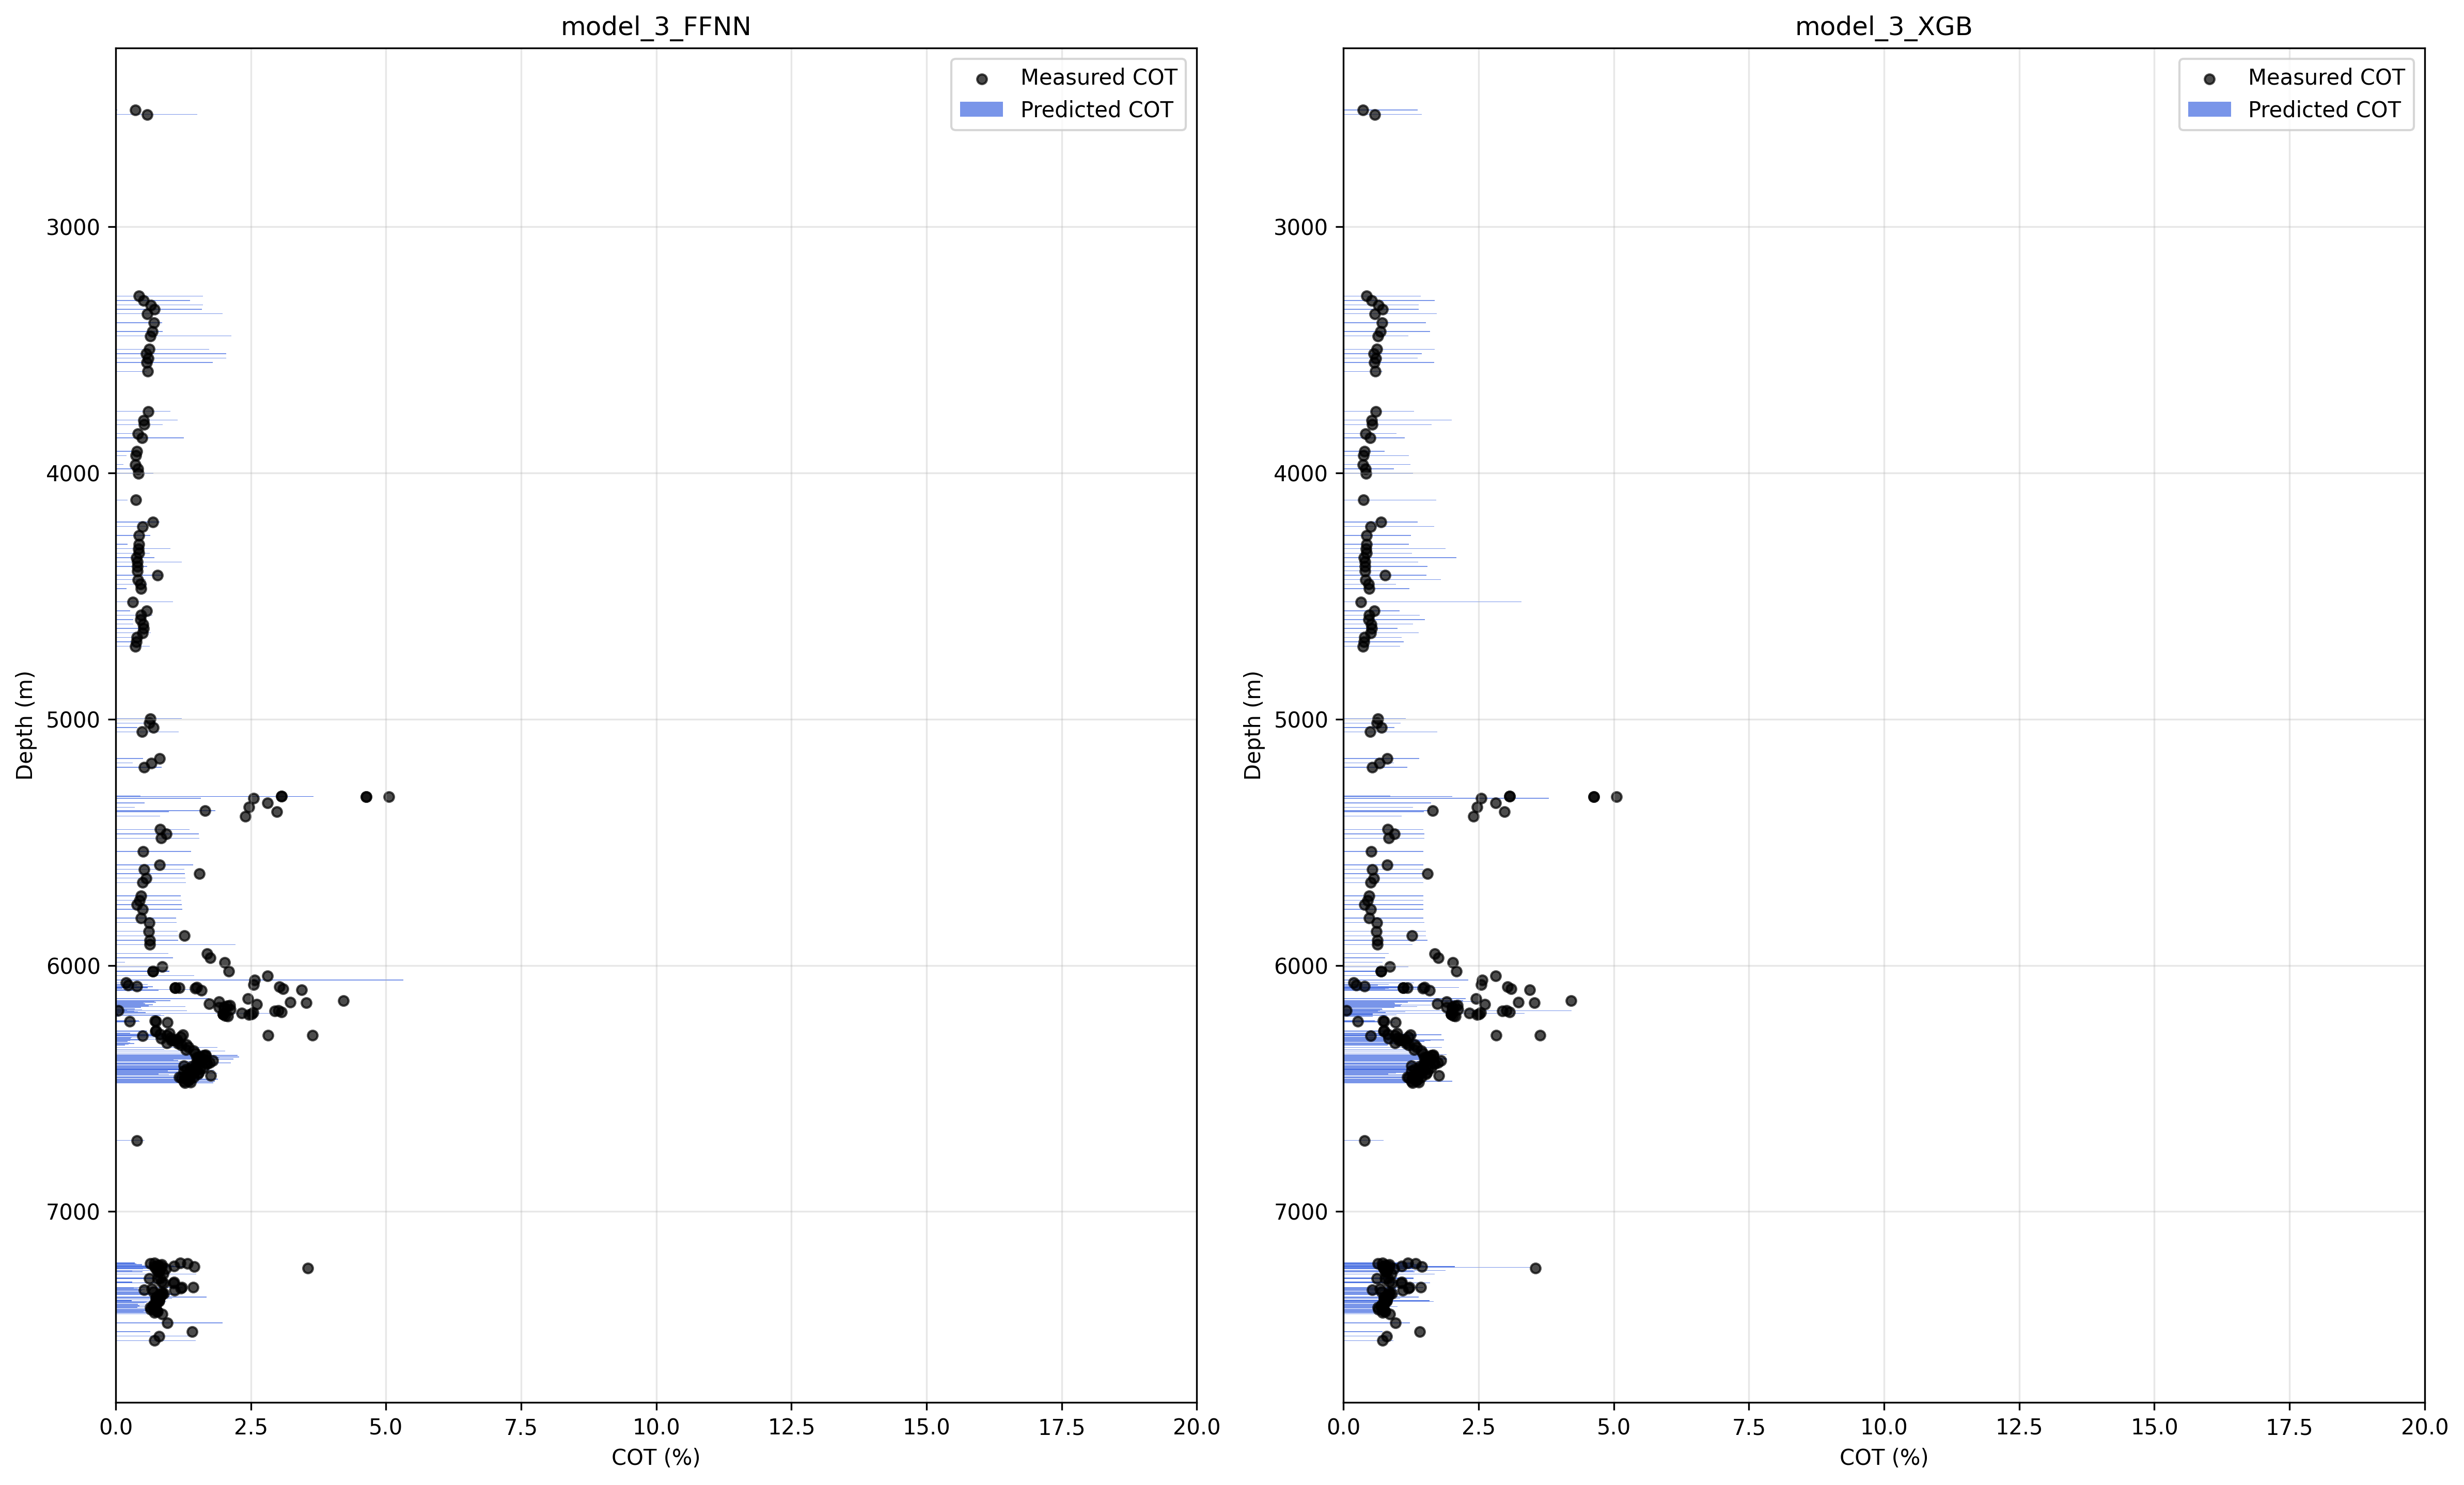 model_3_FFNN
Measured COT
Predicted COT
3000
4000
5000
6000
7000
Depth (m)
0.0 2.5 5.0 7.5 10.0 12.5 15.0 17.5 20.0
COT (%)
model_3_XGB
Measured COT
Predicted COT
3000
4000
5000
6000
7000
Depth (m)
0.0 2.5 5.0 7.5 10.0 12.5 15.0 17.5 20.0
COT (%)